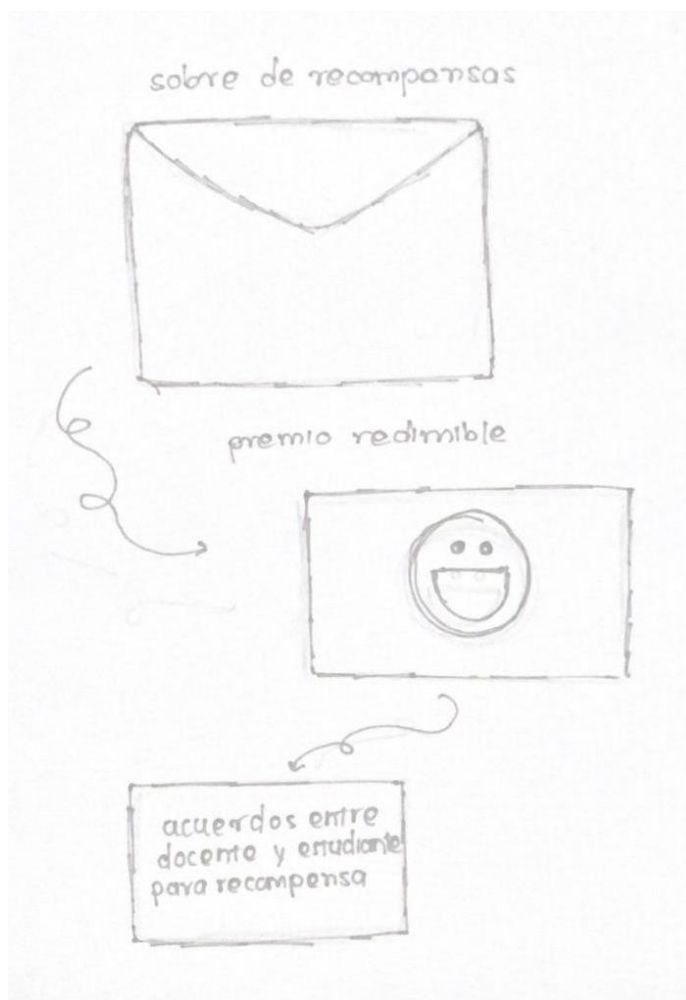 sobre de recompensas
premio redimible
acuerdos entre
docente y estudiante
para recompensa